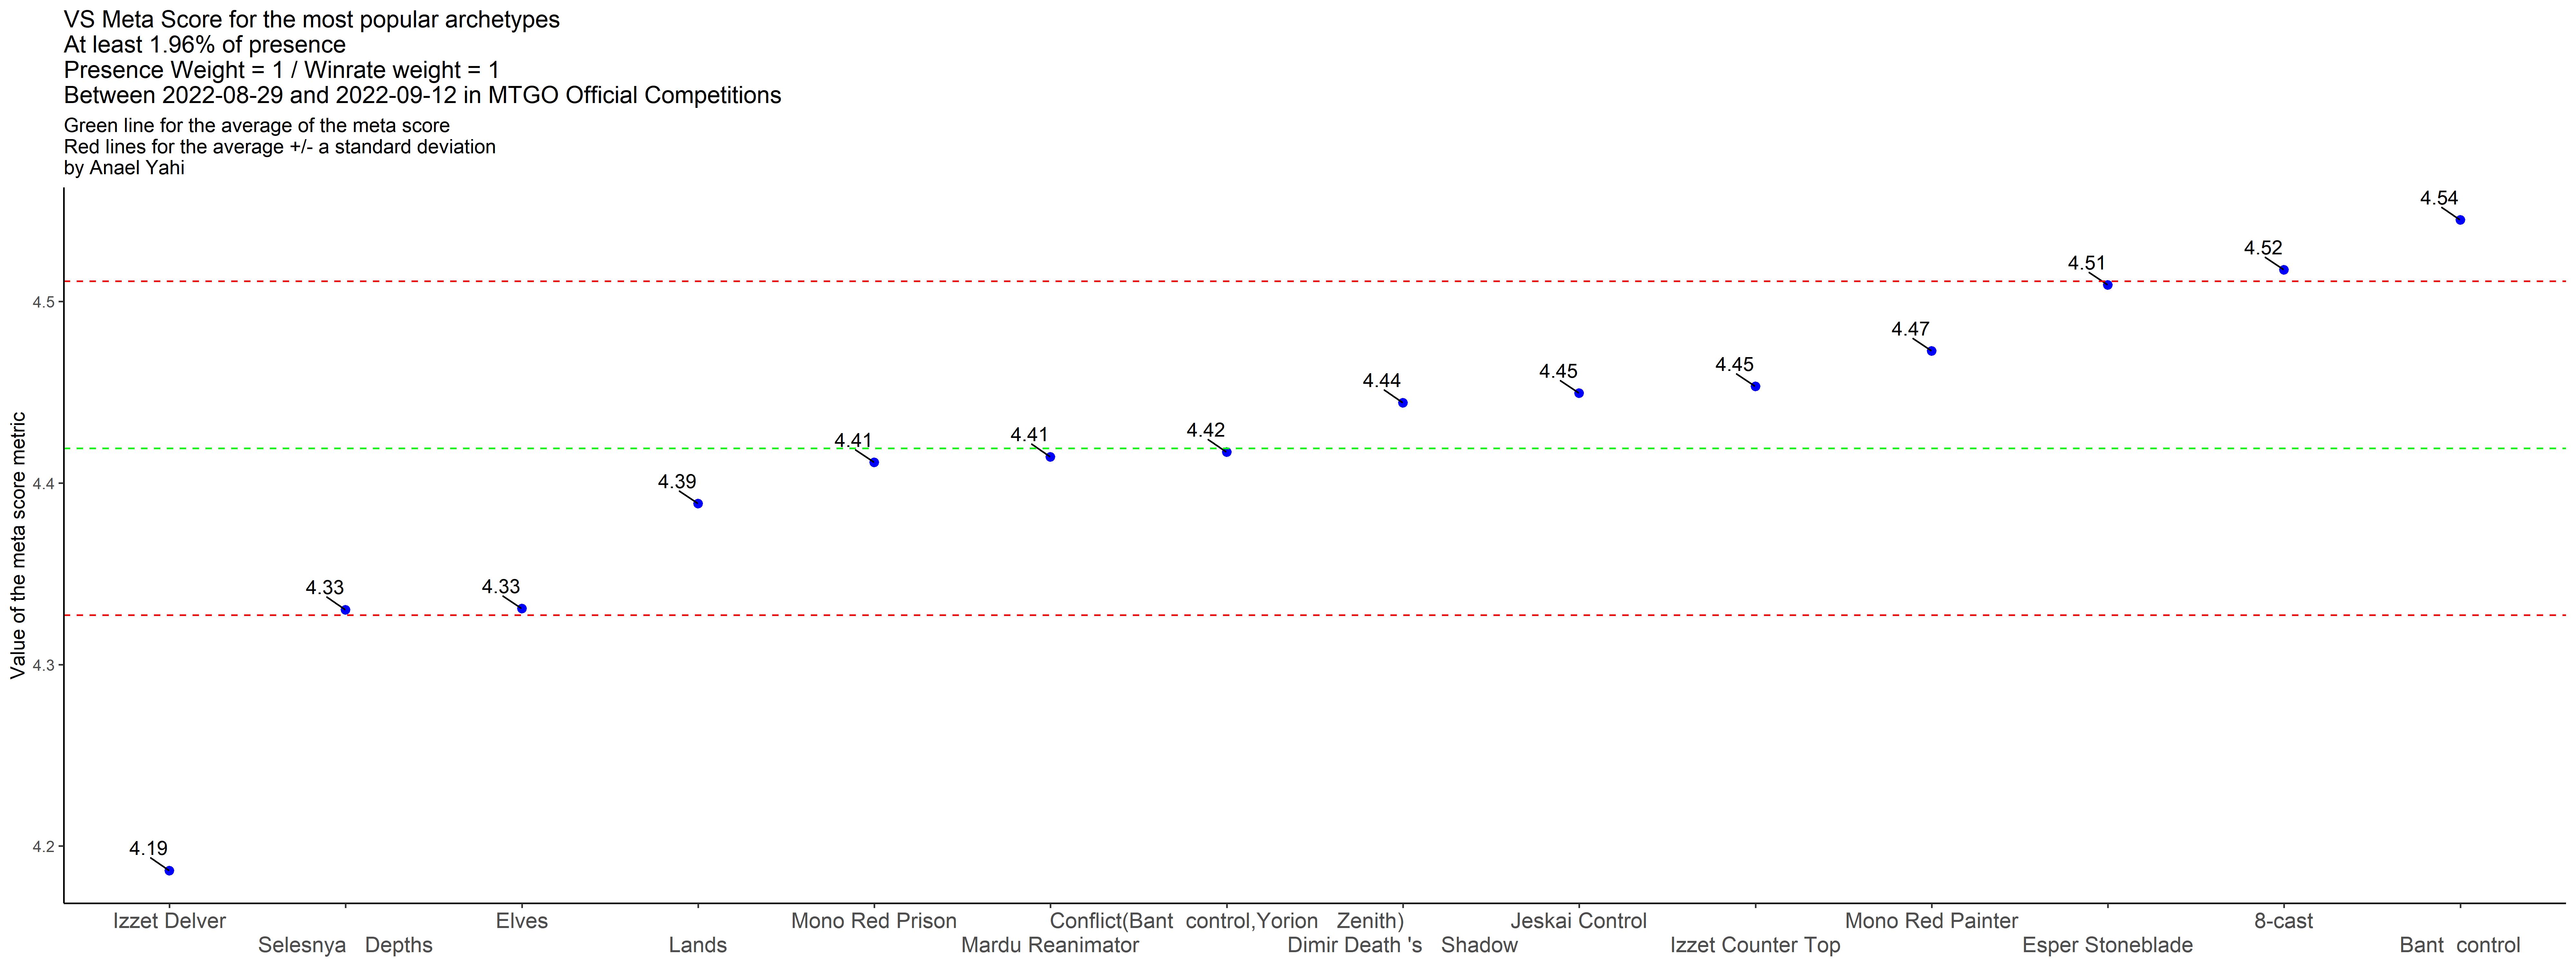 VS Meta Score for the most popular archetypes
At least 1.96% of presence
Presence Weight = 1 / Winrate weight = 1
Between 2022-08-29 and 2022-09-12 in MTGO Official Competitions
Green line for the average of the meta score
Red lines for the average +/- a standard deviation
by Anael Yahi
Value of the meta score metric
4.5
4.4
4.3
4.2
4.19
4.33
4.33
4.39
4.41
4.41
4.42
4.44
4.45
4.45
4.47
4.51
4.52
4.54
Izzet Delver
Selesnya Depths
Elves
Lands
Mono Red Prison
Mardu Reanimator
Conflict(Bant control,Yorion Zenith)
Dimir Death 's Shadow
Jeskai Control
Izzet Counter Top
Mono Red Painter
Esper Stoneblade
8-cast
Bant control